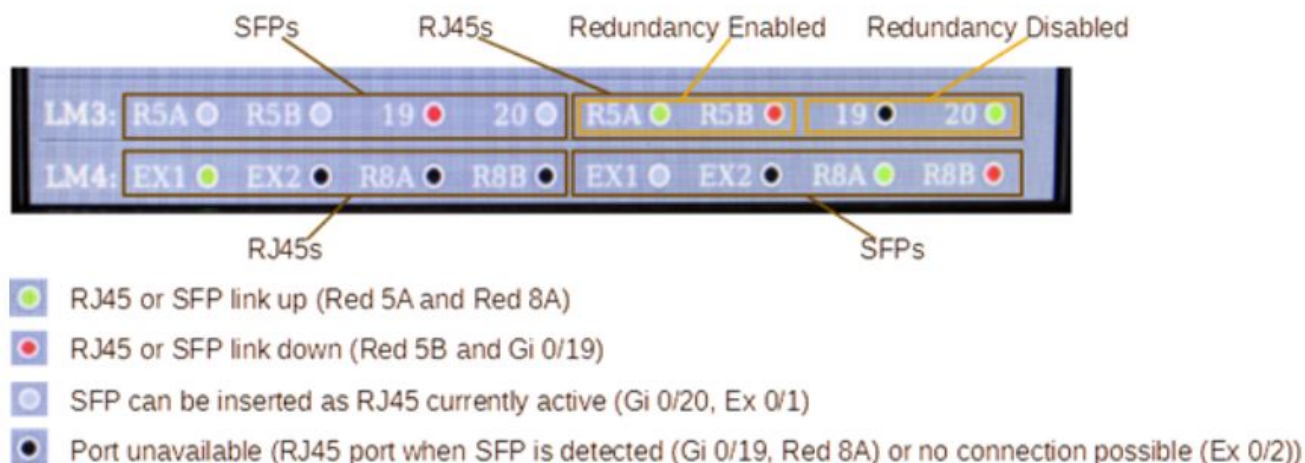 SFPs RJ45s Redundancy Enabled Redundancy Disabled
LM3: R5A R5B 19 20 R5A R5B 19 20
LM4: EX1 EX2 R8A R8B EX1 EX2 R8A R8B
RJ45s SFPs
RJ45 or SFP link up (Red 5A and Red 8A)
RJ45 or SFP link down (Red 5B and Gi 0/19)
SFP can be inserted as RJ45 currently active (Gi 0/20, Ex 0/1)
Port unavailable (RJ45 port when SFP is detected (Gi 0/19, Red 8A) or no connection possible (Ex 0/2))